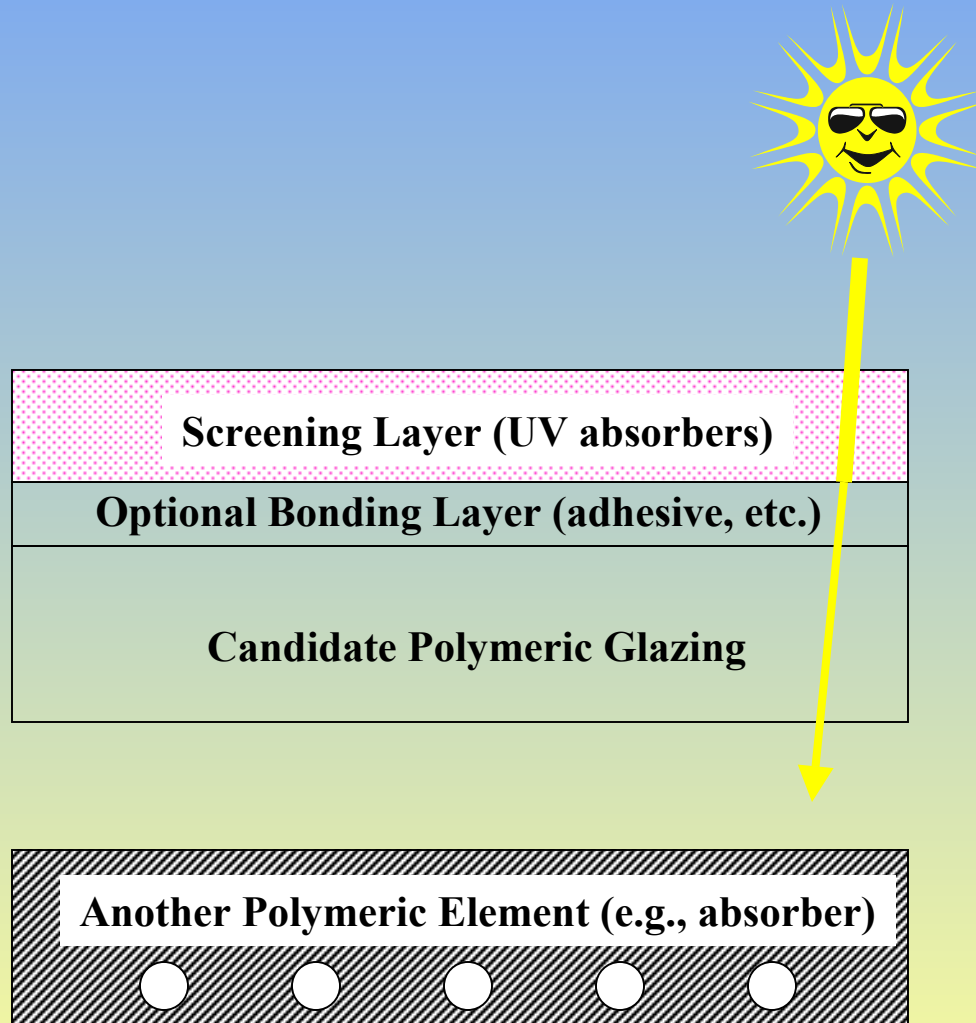 Screening Layer (UV absorbers)
Optional Bonding Layer (adhesive, etc.)
Candidate Polymeric Glazing
Another Polymeric Element (e.g., absorber)